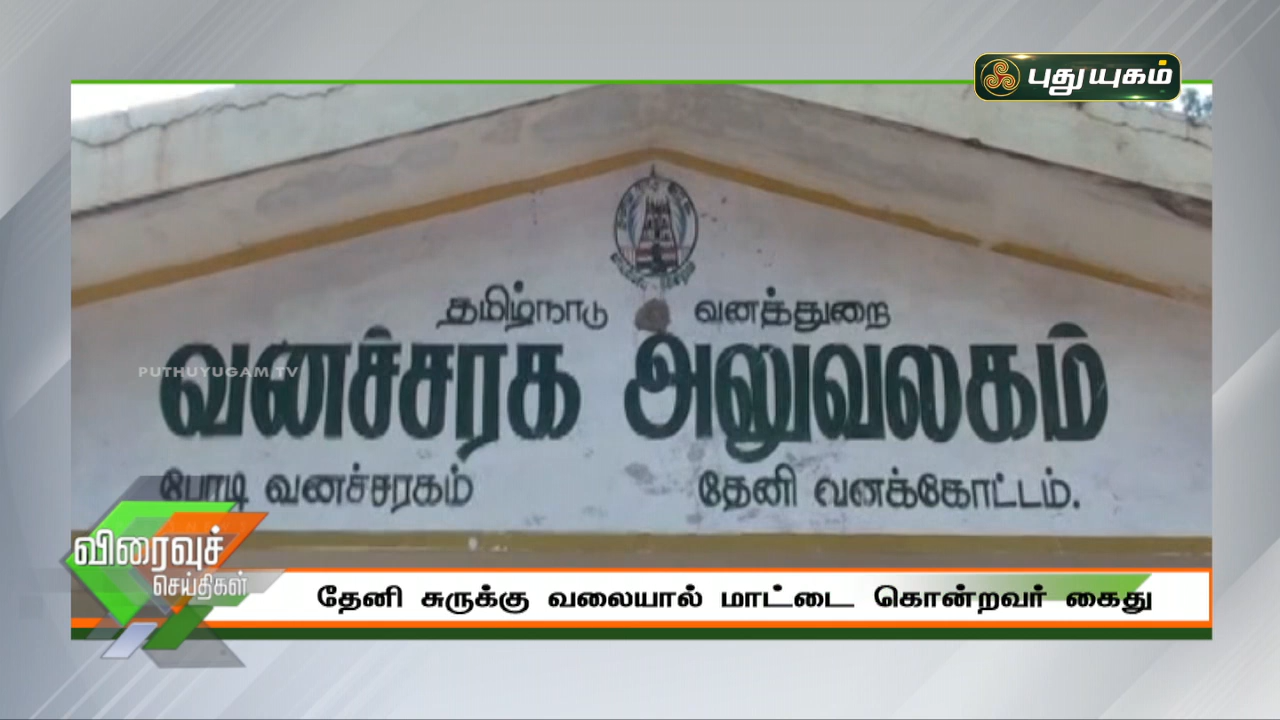 புதுயுகம்
தமிழ்நாடு வனத்துறை
வனச்சரக அலுவலகம்
PUTHUYUGAM TV
போடி வனச்சரகம் தேனி வனக்கோட்டம்.
விரைவுச்
செய்திகள்
தேனி சுருக்கு வலையால் மாட்டை கொன்றவர் கைது